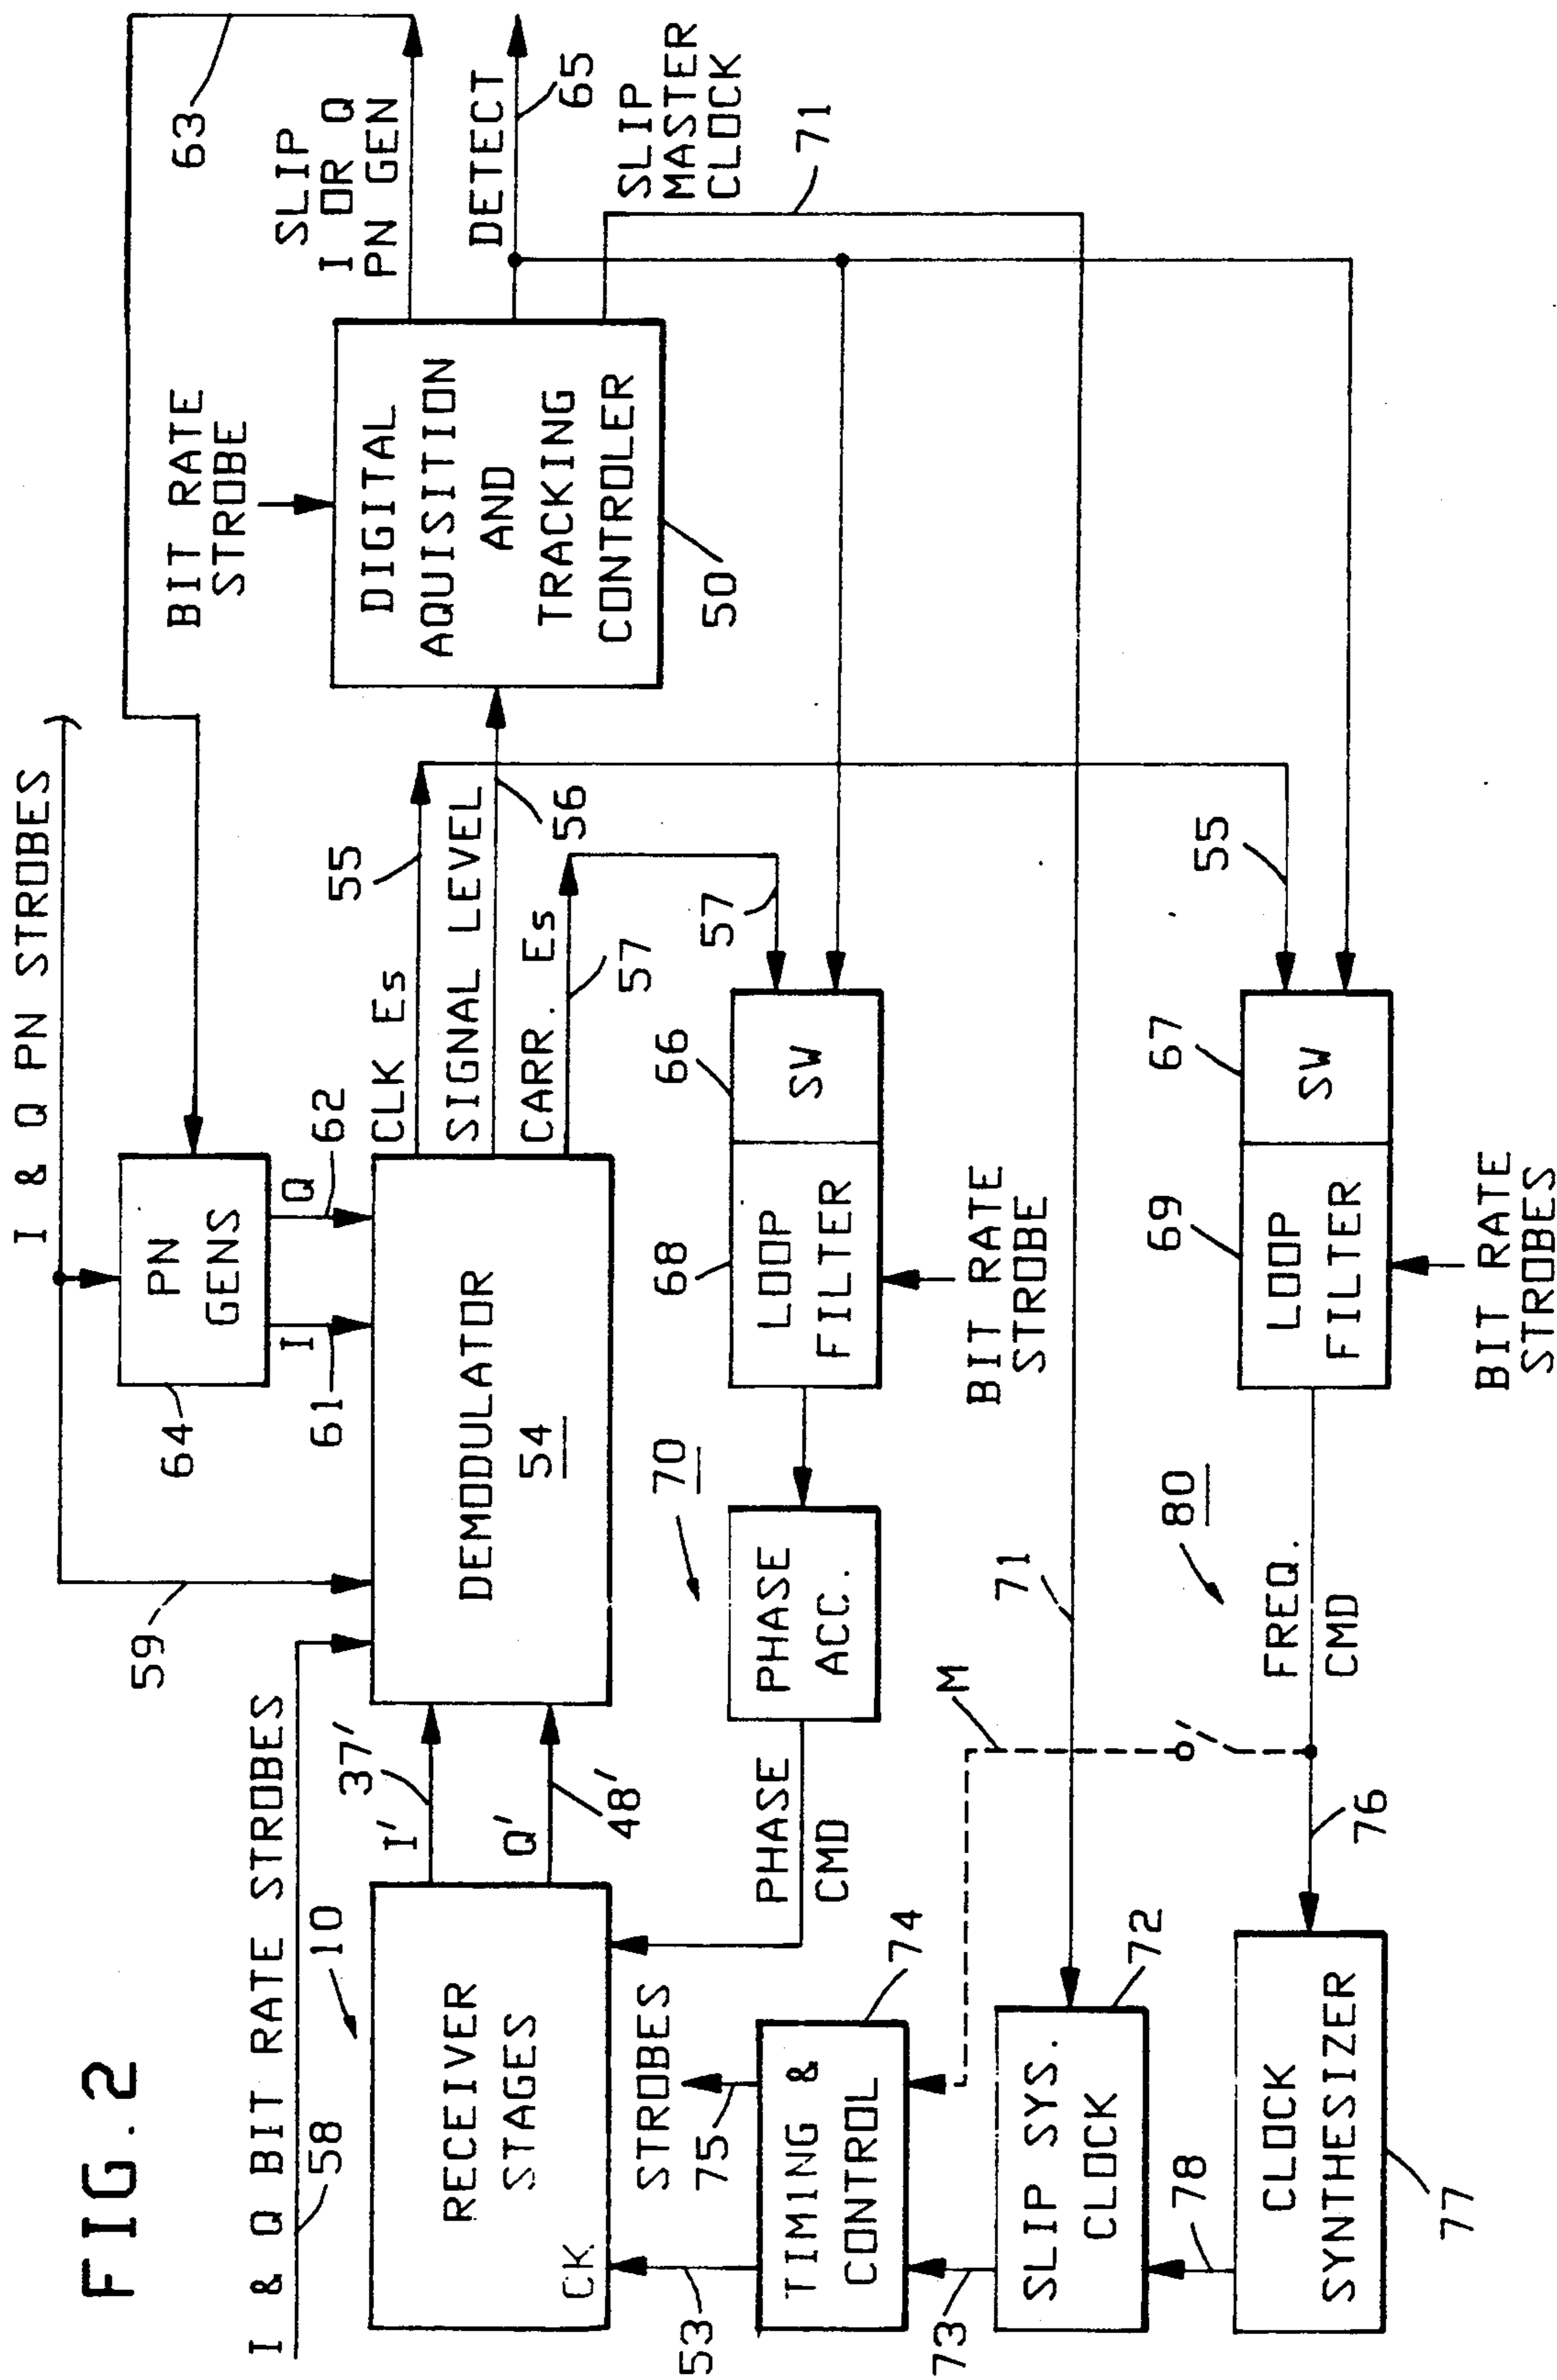 FIG.2
I & Q PN STROBES
I & Q BIT RATE STROBES
58
59
64
PN
GENS
I
61
Q
62
63
BIT RATE
STROBE
SLIP
I OR Q
PN GEN
DETECT
65
SLIP
MASTER
CLOCK
71
10
RECEIVER
STAGES
CK
I'
37'
Q'
48'
DEMODULATOR
54
CLK Es
55
SIGNAL LEVEL
56
CARR. Es
57
DIGITAL
AQUISITION
AND
TRACKING
CONTROLER
50
53
STROBES
75
TIMING &
CONTROL
74
PHASE
CMD
PHASE
ACC.
70
68
LOOP
FILTER
66
SW
57
BIT RATE
STROBE
73
SLIP SYS.
CLOCK
72
M
71
78
CLOCK
SYNTHESIZER
77
76
FREQ.
CMD
80
69
LOOP
FILTER
67
SW
55
BIT RATE
STROBES